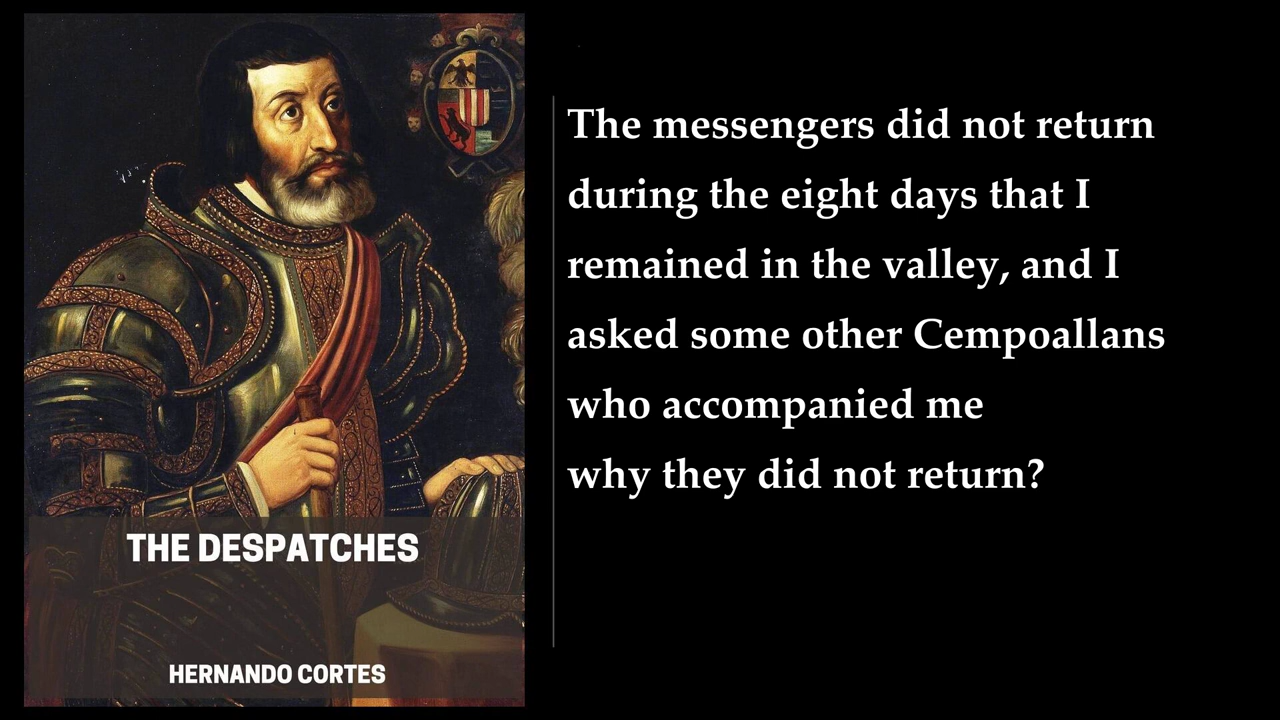 THE DESPATCHES
HERNANDO CORTES
The messengers did not return
during the eight days that I
remained in the valley, and I
asked some other Cempoallans
who accompanied me
why they did not return?